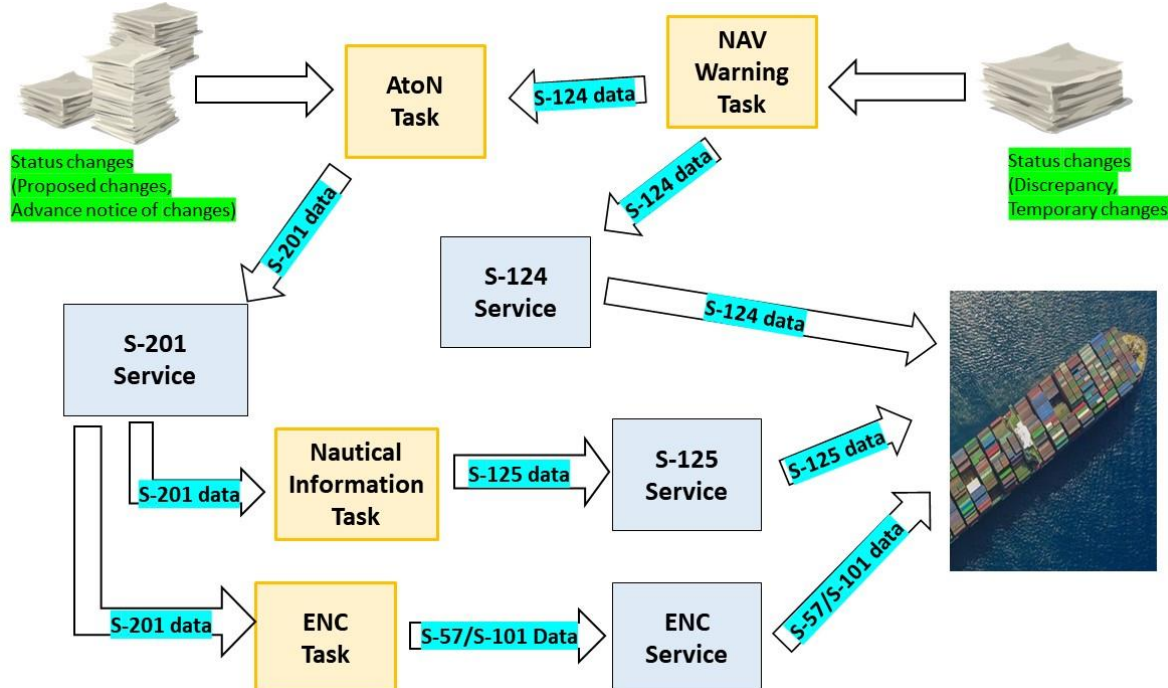 AtoN
Task
S-124 data
NAV
Warning
Task
Status changes
(Proposed changes,
Advance notice of changes)
Status changes
(Discrepancy,
Temporary changes
S-201 data
S-124 data
S-124
Service
S-124 data
S-201
Service
S-201 data
Nautical
Information
Task
S-125 data
S-125
Service
S-125 data
S-201 data
ENC
Task
S-57/S-101 Data
ENC
Service
S-57/S-101 data